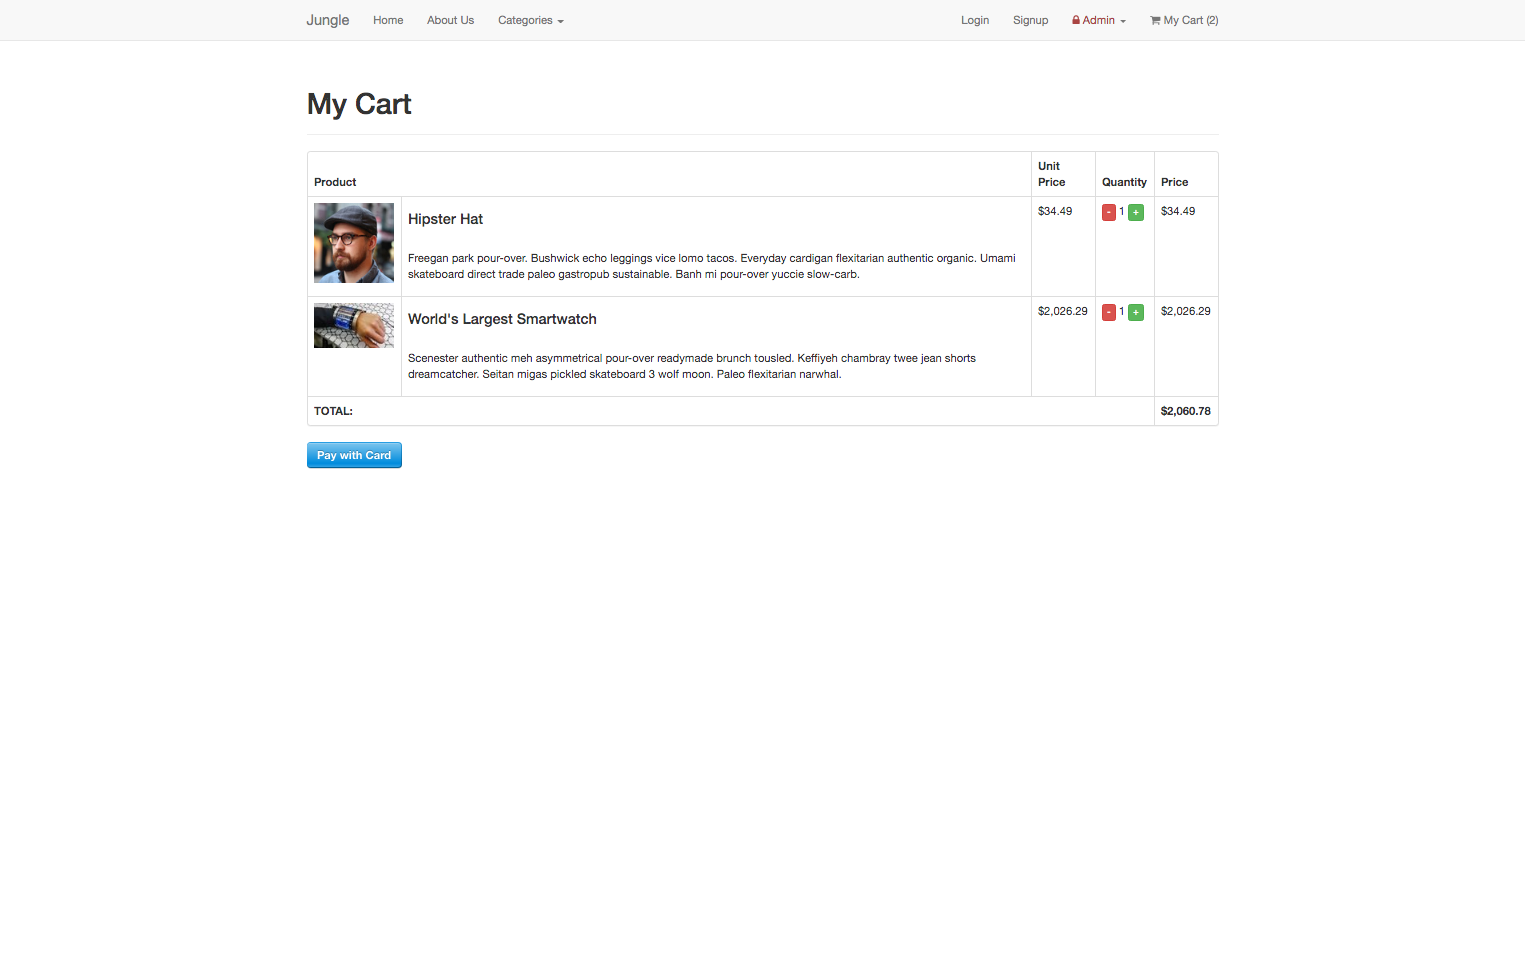 Jungle Home About Us Categories Login Signup Admin My Cart (2)
My Cart
Product Unit Price Quantity Price
Hipster Hat $34.49 - 1 + $34.49
Freegan park pour-over. Bushwick echo leggings vice lomo tacos. Everyday cardigan flexitarian authentic organic. Umami
skateboard direct trade paleo gastropub sustainable. Banh mi pour-over yuccie slow-carb.
World's Largest Smartwatch $2,026.29 - 1 + $2,026.29
Scenester authentic meh asymmetrical pour-over readymade brunch tousled. Keffiyeh chambray twee jean shorts
dreamcatcher. Seitan migas pickled skateboard 3 wolf moon. Paleo flexitarian narwhal.
TOTAL: $2,060.78
Pay with Card